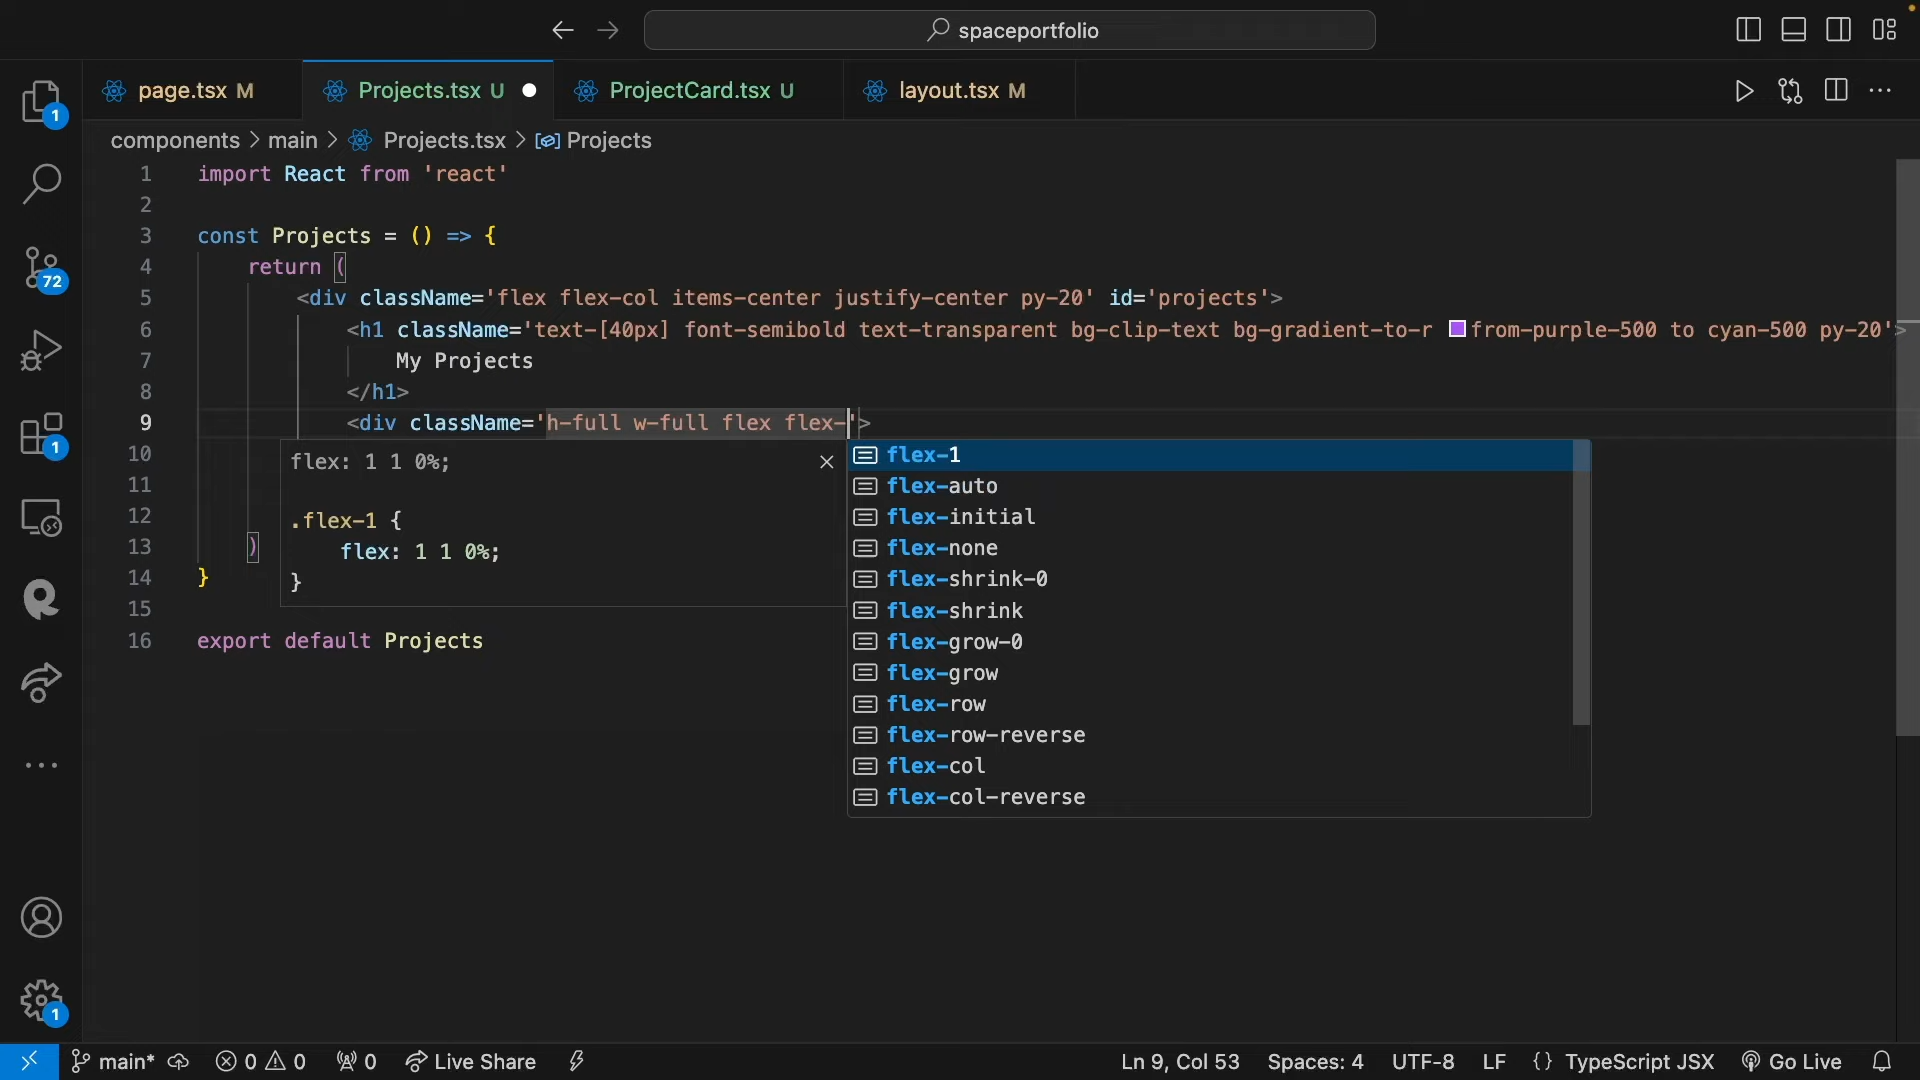 spaceportfolio
page.tsx M
Projects.tsx U
ProjectCard.tsx U
layout.tsx M
1
72
1
1
components > main > Projects.tsx > Projects
1 import React from 'react'
2
3 const Projects = () => {
4 return (
5 <div className='flex flex-col items-center justify-center py-20' id='projects'>
6 <h1 className='text-[40px] font-semibold text-transparent bg-clip-text bg-gradient-to-r from-purple-500 to cyan-500 py-20'>
7 My Projects
8 </h1>
9 <div className='h-full w-full flex flex-'>
10
11
12
13 )
14 }
15
16 export default Projects
flex: 1 1 0%;
.flex-1 {
flex: 1 1 0%;
}
flex-1
flex-auto
flex-initial
flex-none
flex-shrink-0
flex-shrink
flex-grow-0
flex-grow
flex-row
flex-row-reverse
flex-col
flex-col-reverse
main* 0 0 0 Live Share Ln 9, Col 53 Spaces: 4 UTF-8 LF {} TypeScript JSX Go Live